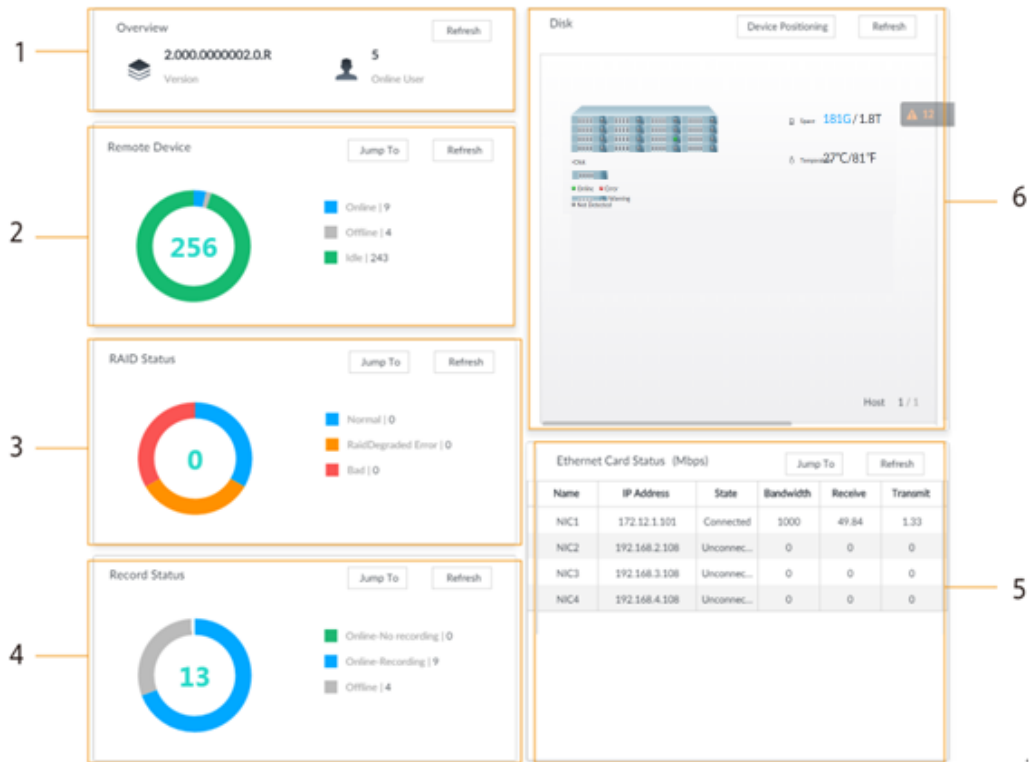 1
Overview
Refresh
2.000.0000002.0.R
Version
5
Online User
2
Remote Device
Jump To
Refresh
256
Online | 9
Offline | 4
Idle | 243
3
RAID Status
Jump To
Refresh
0
Normal | 0
RaidDegraded Error | 0
Bad | 0
4
Record Status
Jump To
Refresh
13
Online-No recording | 0
Online-Recording | 9
Offline | 4
Disk
Device Positioning
Refresh
Space 181G/1.8T
12
27℃/81℉
Online Error
Warning
Not Detected
Host 1 / 1
6
Ethernet Card Status (Mbps)
Jump To
Refresh
Name IP Address State Bandwidth Receive Transmit
NIC1 172.12.1.101 Connected 1000 49.84 1.33
NIC2 192.168.2.108 Unconnec... 0 0 0
NIC3 192.168.3.108 Unconnec... 0 0 0
NIC4 192.168.4.108 Unconnec... 0 0 0
5